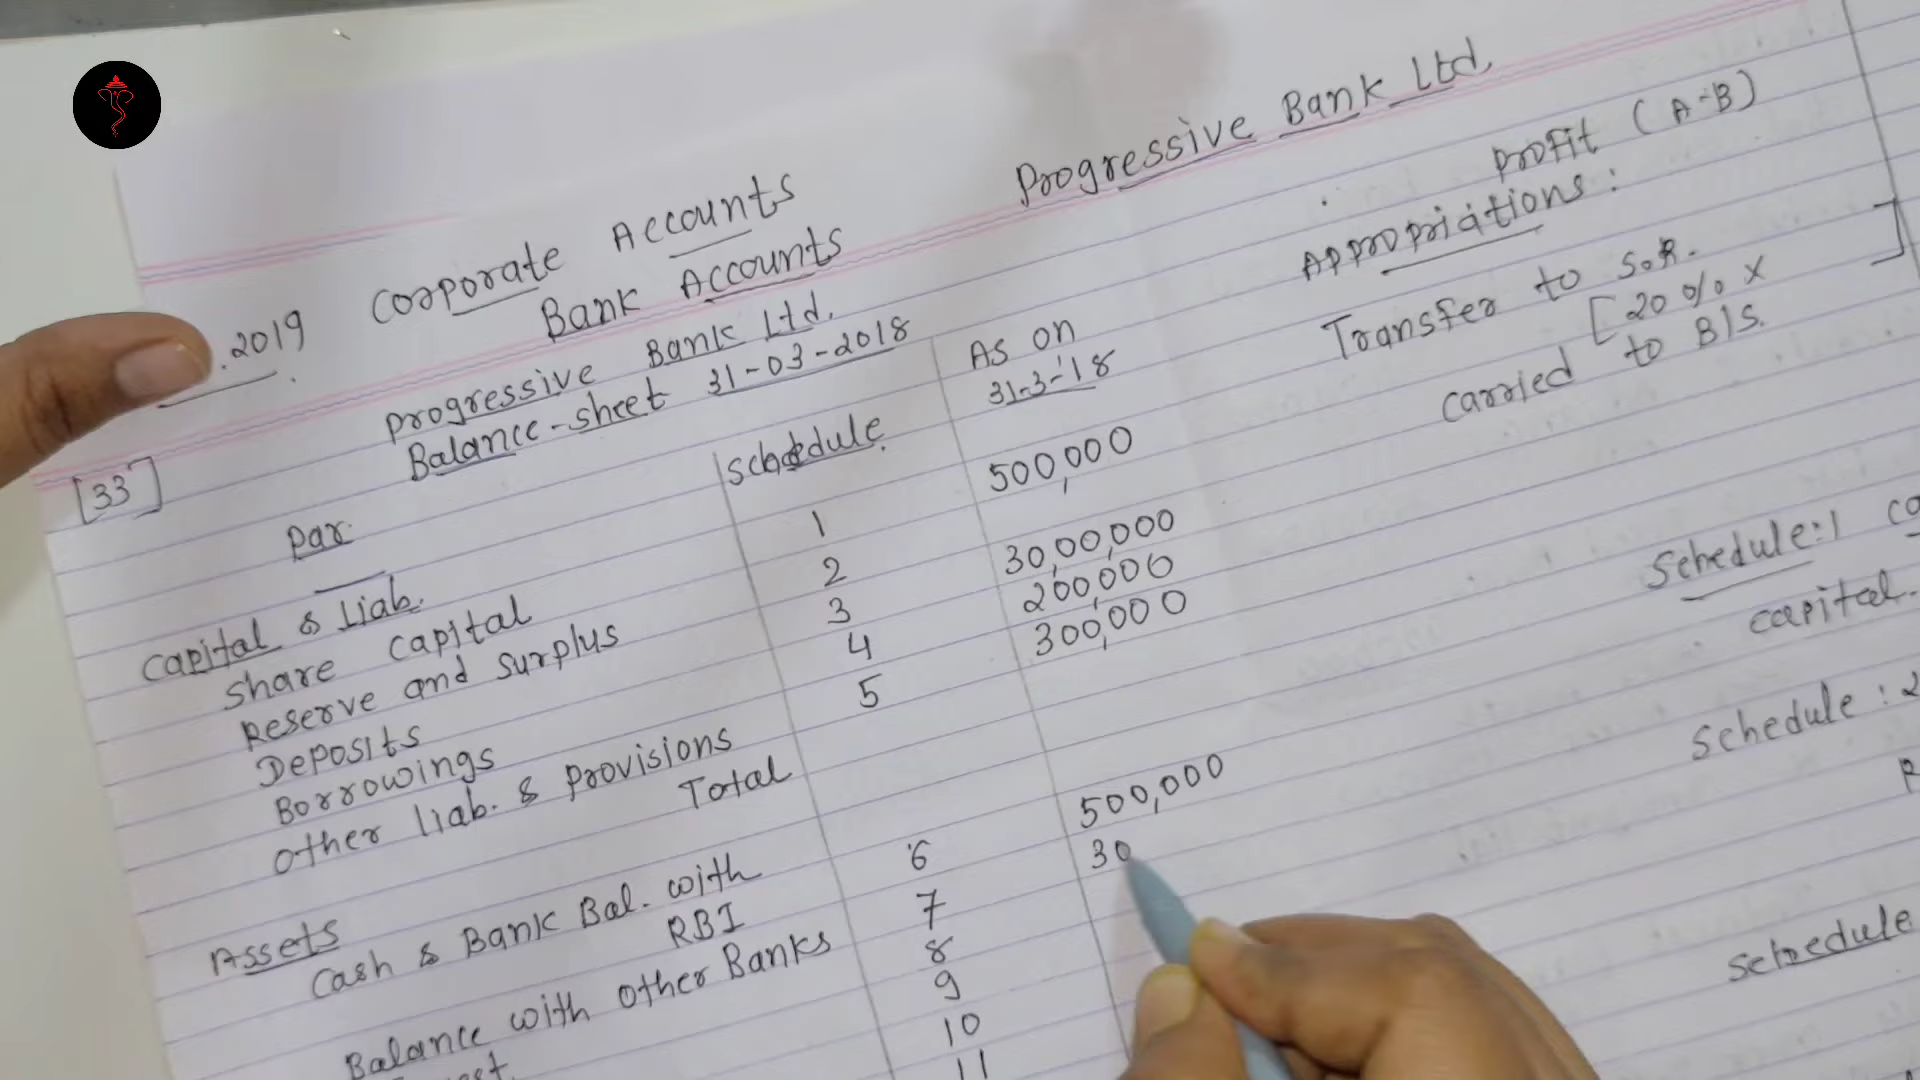 .2019
Corporate Accounts
Bank Accounts
Progressive Bank Ltd.
Balance-sheet 31-03-2018
[33]
Par.
Schedule
As on
31-3-'18
Capital & Liab.
Share capital 1 500,000
Reserve and surplus 2
Deposits 3 30,00,000
Borrowings 4 200,000
Other liab. & provisions 5 300,000
Total
Assets
Cash & Bank Bal. with
RBI 6 500,000
Balance with other Banks 7 30
8
9
10
11
Progressive Bank Ltd.
Profit (A-B)
Appropriations:
Transfer to S.R.
[20% x ]
Carried to B/S.
Schedule:1
capital.
Schedule:2
Schedule